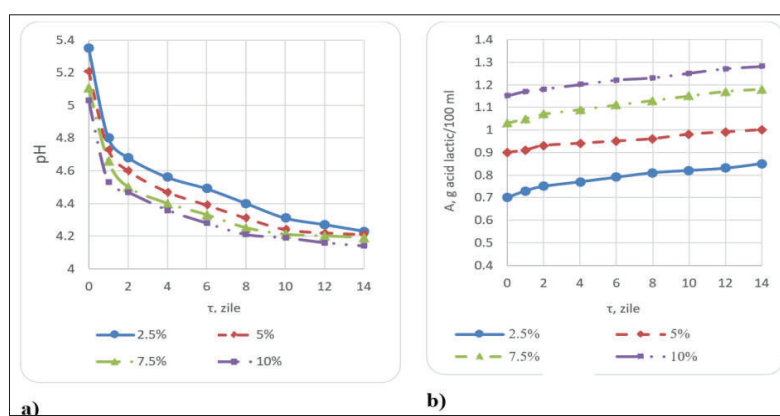 5.4
5.2
5
4.8
4.6
4.4
4.2
4
pH
0 2 4 6 8 10 12 14
τ, zile
2.5% 5%
7.5% 10%
a)
1.4
1.3
1.2
1.1
1
0.9
0.8
0.7
0.6
0.5
0.4
A, g acid lactic/100 ml
0 2 4 6 8 10 12 14
τ, zile
2.5% 5%
7.5% 10%
b)